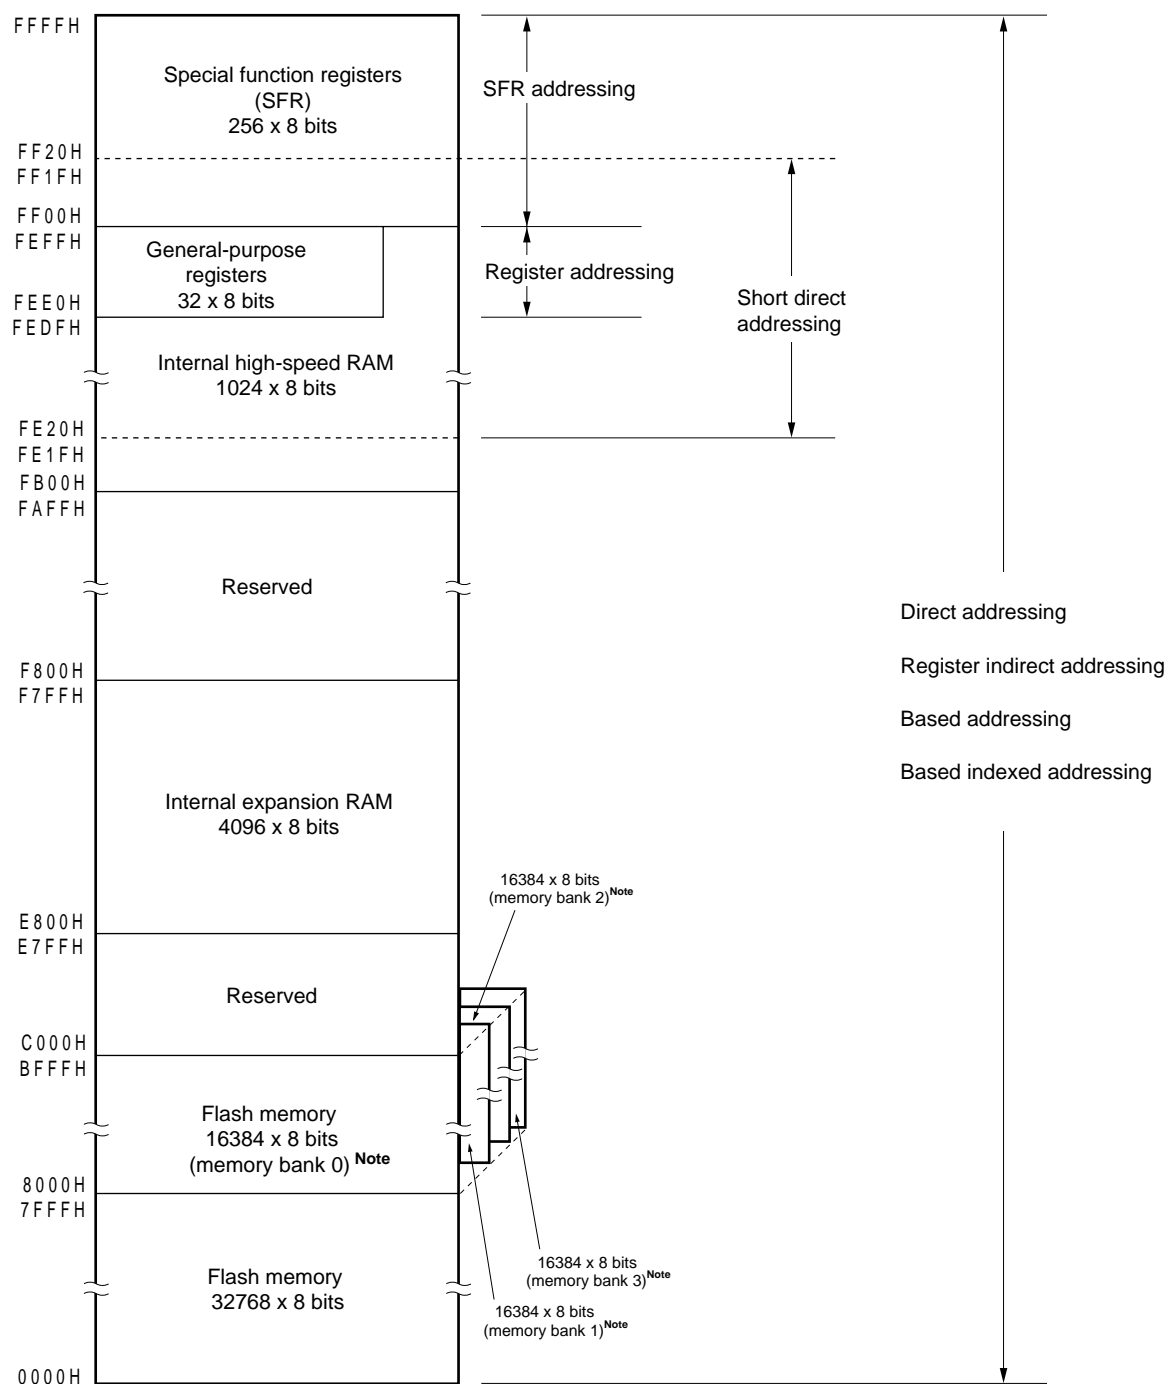 FFFFH
Special function registers
(SFR)
256 x 8 bits
SFR addressing
FF20H
FF1FH
FF00H
FEFFH
General-purpose
registers
32 x 8 bits
Register addressing
Short direct
addressing
FEE0H
FEDFH
Internal high-speed RAM
1024 x 8 bits
FE20H
FE1FH
FB00H
FAFFH
Reserved
Direct addressing
Register indirect addressing
Based addressing
Based indexed addressing
F800H
F7FFH
Internal expansion RAM
4096 x 8 bits
16384 x 8 bits
(memory bank 2)Note
E800H
E7FFH
Reserved
C000H
BFFFH
Flash memory
16384 x 8 bits
(memory bank 0) Note
8000H
7FFFH
16384 x 8 bits
(memory bank 3)Note
Flash memory
32768 x 8 bits
16384 x 8 bits
(memory bank 1)Note
0000H